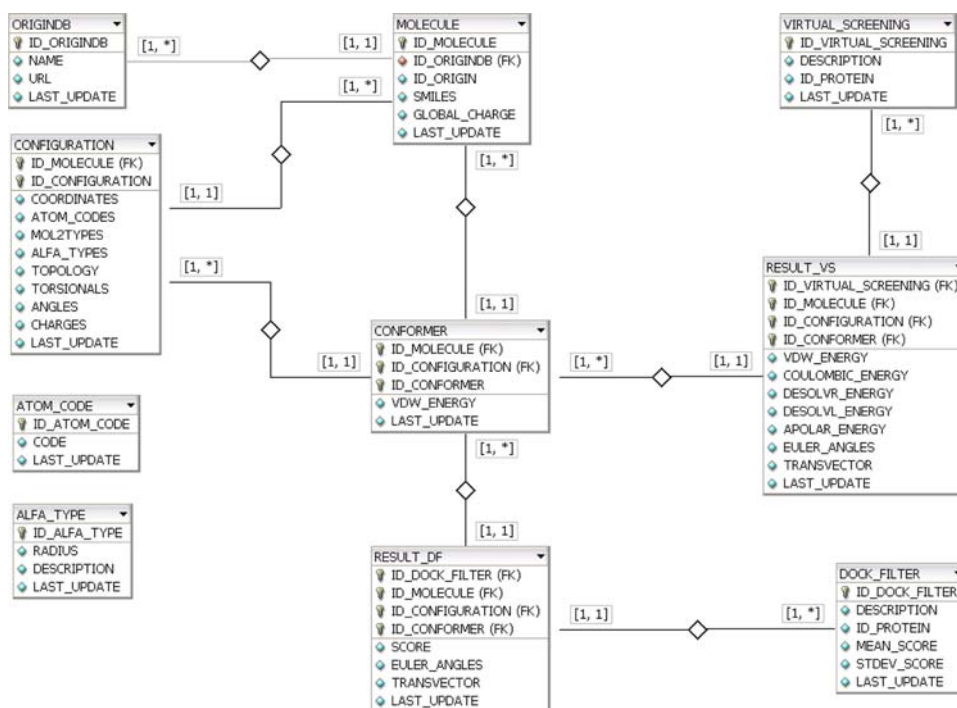 ORIGINDB
ID_ORIGINDB
NAME
URL
LAST_UPDATE
[1, *]
[1, 1]
MOLECULE
ID_MOLECULE
ID_ORIGINDB (FK)
ID_ORIGIN
SMILES
GLOBAL_CHARGE
LAST_UPDATE
[1, *]
[1, *]
VIRTUAL_SCREENING
ID_VIRTUAL_SCREENING
DESCRIPTION
ID_PROTEIN
LAST_UPDATE
[1, *]
CONFIGURATION
ID_MOLECULE (FK)
ID_CONFIGURATION
COORDINATES
ATOM_CODES
MOL2TYPES
ALFA_TYPES
TOPOLOGY
TORSIONALS
ANGLES
CHARGES
LAST_UPDATE
[1, 1]
[1, *]
[1, 1]
[1, 1]
CONFORMER
ID_MOLECULE (FK)
ID_CONFIGURATION (FK)
ID_CONFORMER
VDW_ENERGY
LAST_UPDATE
[1, *]
[1, 1]
[1, *]
[1, 1]
RESULT_VS
ID_VIRTUAL_SCREENING (FK)
ID_MOLECULE (FK)
ID_CONFIGURATION (FK)
ID_CONFORMER (FK)
VDW_ENERGY
COULOMBIC_ENERGY
DESOLVR_ENERGY
DESOLVL_ENERGY
APOLAR_ENERGY
EULER_ANGLES
TRANSVECTOR
LAST_UPDATE
ATOM_CODE
ID_ATOM_CODE
CODE
LAST_UPDATE
ALFA_TYPE
ID_ALFA_TYPE
RADIUS
DESCRIPTION
LAST_UPDATE
[1, 1]
RESULT_DF
ID_DOCK_FILTER (FK)
ID_MOLECULE (FK)
ID_CONFIGURATION (FK)
ID_CONFORMER (FK)
SCORE
EULER_ANGLES
TRANSVECTOR
LAST_UPDATE
[1, 1]
[1, *]
DOCK_FILTER
ID_DOCK_FILTER
DESCRIPTION
ID_PROTEIN
MEAN_SCORE
STDEV_SCORE
LAST_UPDATE